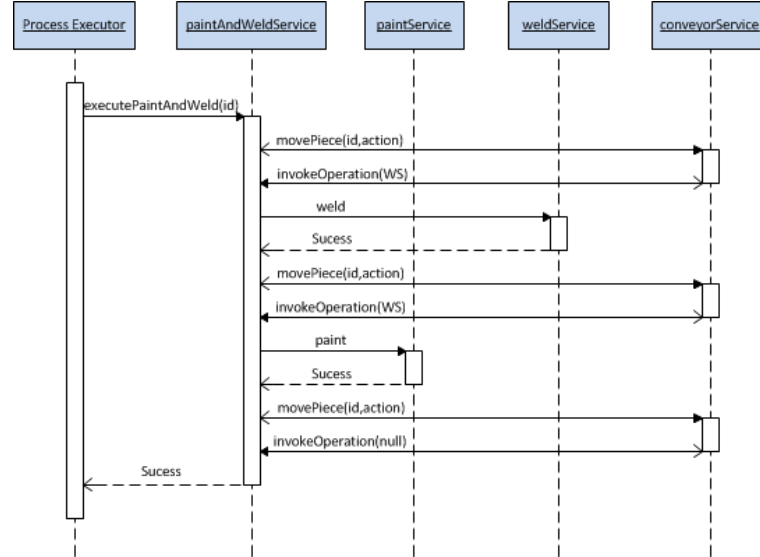 Process Executor
paintAndWeldService
paintService
weldService
conveyorService
executePaintAndWeld(id)
movePiece(id,action)
invokeOperation(WS)
weld
Sucess
movePiece(id,action)
invokeOperation(WS)
paint
Sucess
movePiece(id,action)
invokeOperation(null)
Sucess